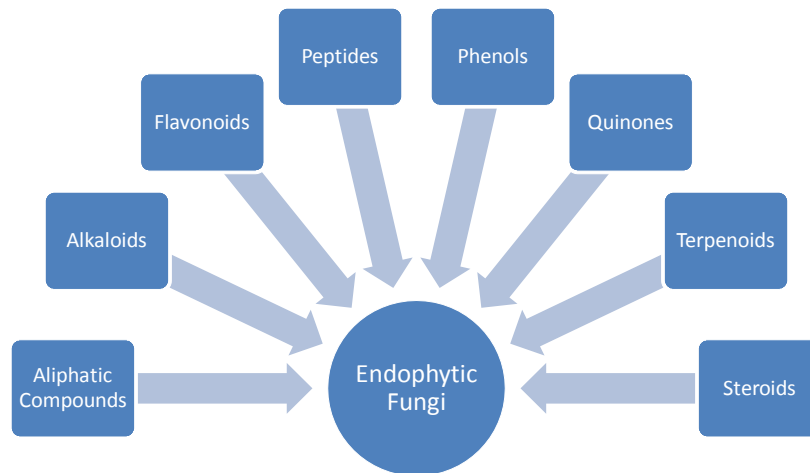 Peptides
Phenols
Flavonoids
Quinones
Alkaloids
Terpenoids
Aliphatic
Compounds
Endophytic
Fungi
Steroids